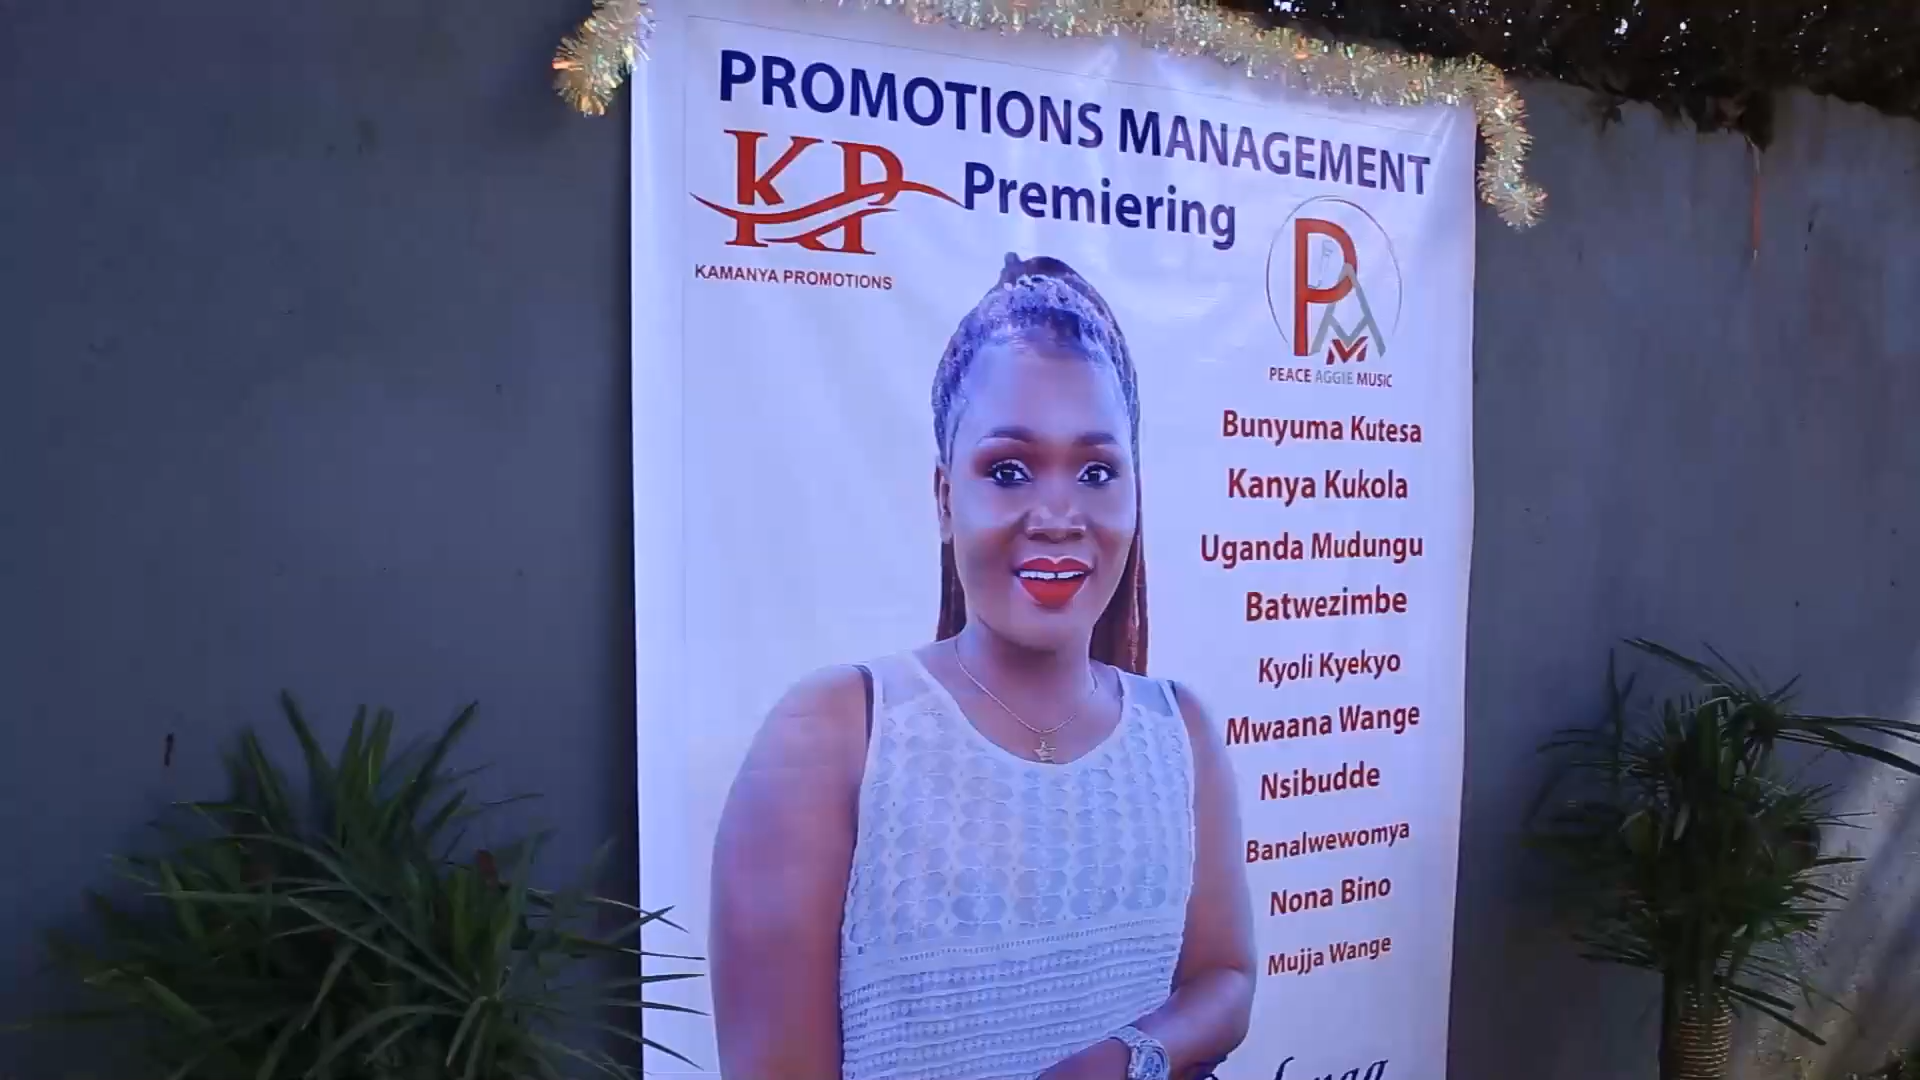 PROMOTIONS MANAGEMENT
KP
Premiering
KAMANYA PROMOTIONS
PAM
PEACE AGGIE MUSIC
Bunyuma Kutesa
Kanya Kukola
Uganda Mudungu
Batwezimbe
Kyoli Kyekyo
Mwaana Wange
Nsibudde
Banalwewomya
Nona Bino
Mujja Wange